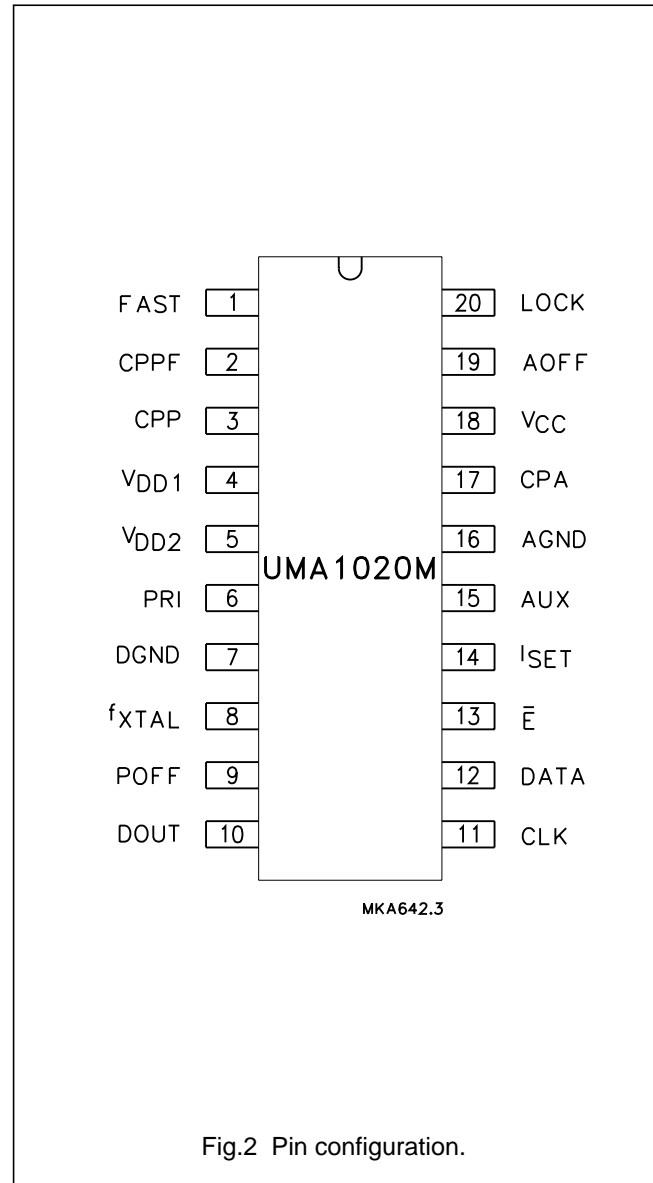 FAST 1 20 LOCK
CPPF 2 19 AOFF
CPP 3 18 VCC
VDD1 4 17 CPA
VDD2 5 16 AGND
UMA1020M
PRI 6 15 AUX
DGND 7 14 ISET
fXTAL 8 13 E̅
POFF 9 12 DATA
DOUT 10 11 CLK
MKA642.3
Fig.2 Pin configuration.